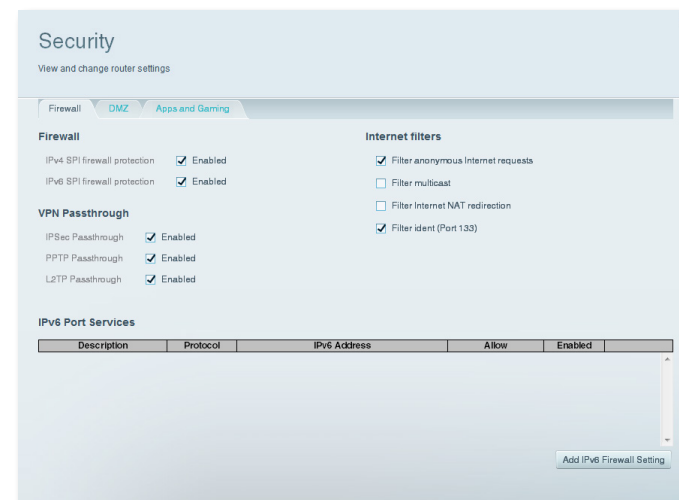 Security
View and change router settings
Firewall
DMZ
Apps and Gaming
Firewall
IPv4 SPI firewall protection
Enabled
IPv6 SPI firewall protection
Enabled
VPN Passthrough
IPSec Passthrough
Enabled
PPTP Passthrough
Enabled
L2TP Passthrough
Enabled
Internet filters
Filter anonymous Internet requests
Filter multicast
Filter Internet NAT redirection
Filter ident (Port 133)
IPv6 Port Services
Description Protocol IPv6 Address Allow Enabled
Add IPv6 Firewall Setting